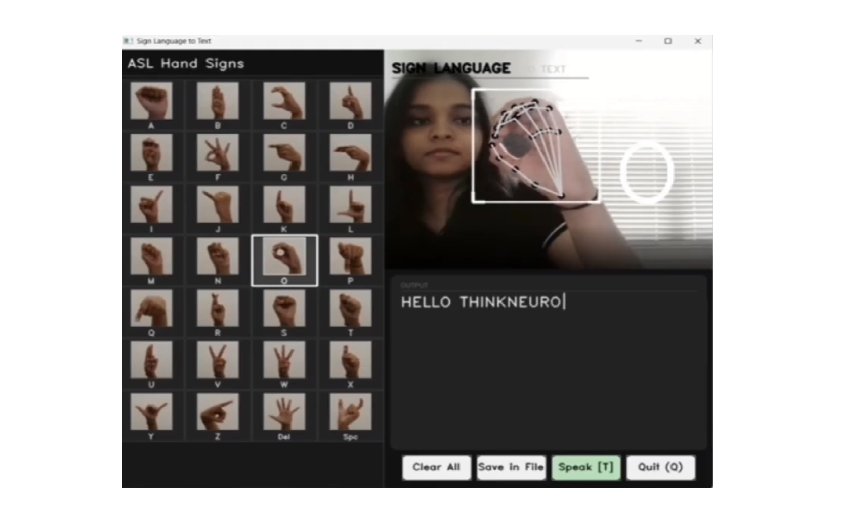 Sign Language to Text
ASL Hand Signs
A B C D
E F G H
I J K L
M N O P
Q R S T
U V W X
Y Z Del Spc
SIGN LANGUAGE TO TEXT
O
OUTPUT
HELLO THINKNEURO
Clear All Save in File Speak [T] Quit (Q)